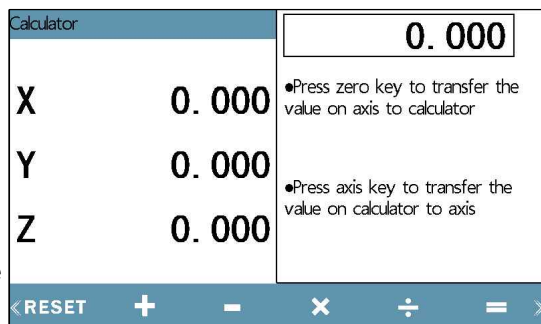 Calculator
X 0.000
Y 0.000
Z 0.000
0.000
●Press zero key to transfer the
value on axis to calculator
●Press axis key to transfer the
value on calculator to axis
«RESET + - × ÷ = »